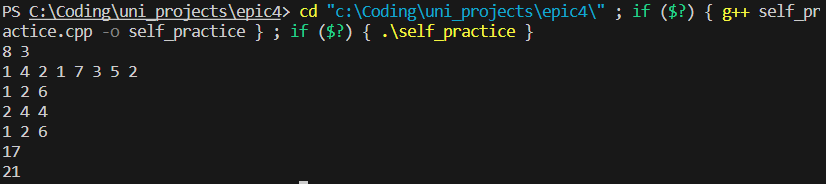 PS C:\Coding\uni_projects\epic4> cd "c:\Coding\uni_projects\epic4\" ; if ($?) { g++ self_pr
actice.cpp -o self_practice } ; if ($?) { .\self_practice }
8 3
1 4 2 1 7 3 5 2
1 2 6
2 4 4
1 2 6
17
21